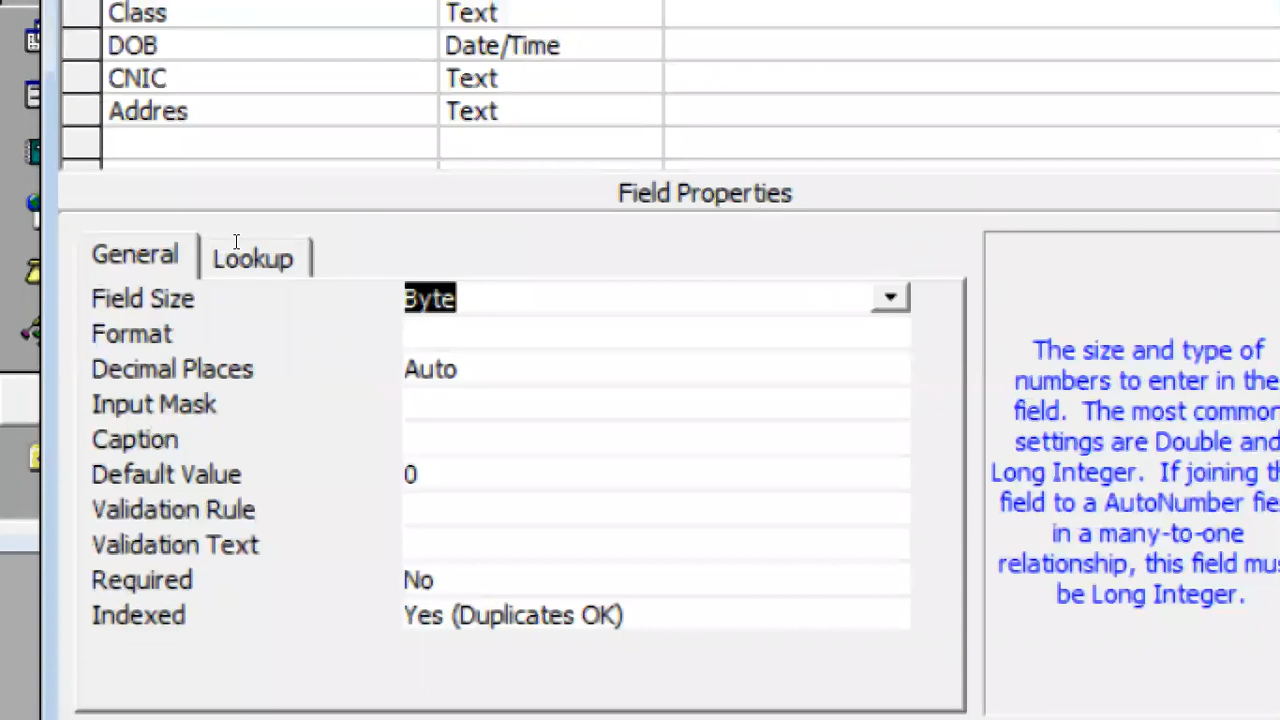 Class Text
DOB Date/Time
CNIC Text
Addres Text
Field Properties
General Lookup
Field Size Byte
Format
Decimal Places Auto
Input Mask
Caption
Default Value 0
Validation Rule
Validation Text
Required No
Indexed Yes (Duplicates OK)
The size and type of
numbers to enter in the
field. The most common
settings are Double and
Long Integer. If joining th
field to a AutoNumber fie
in a many-to-one
relationship, this field mus
be Long Integer.